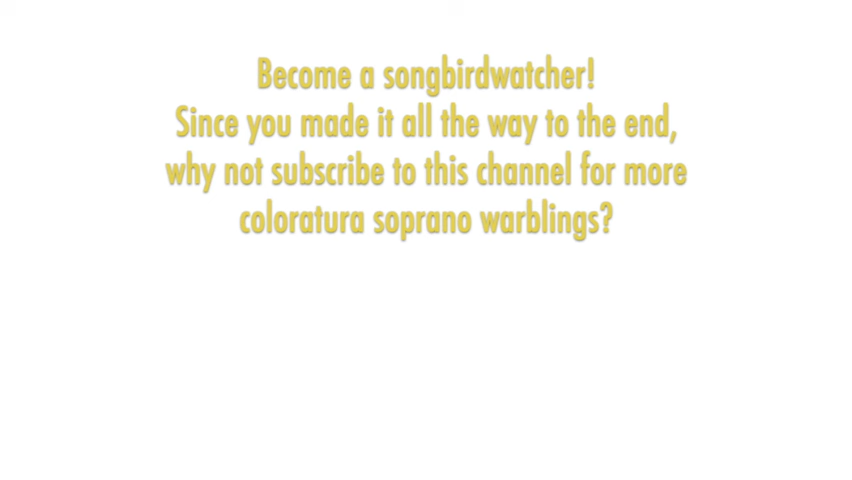 Become a songbirdwatcher!
Since you made it all the way to the end,
why not subscribe to this channel for more
coloratura soprano warblings?